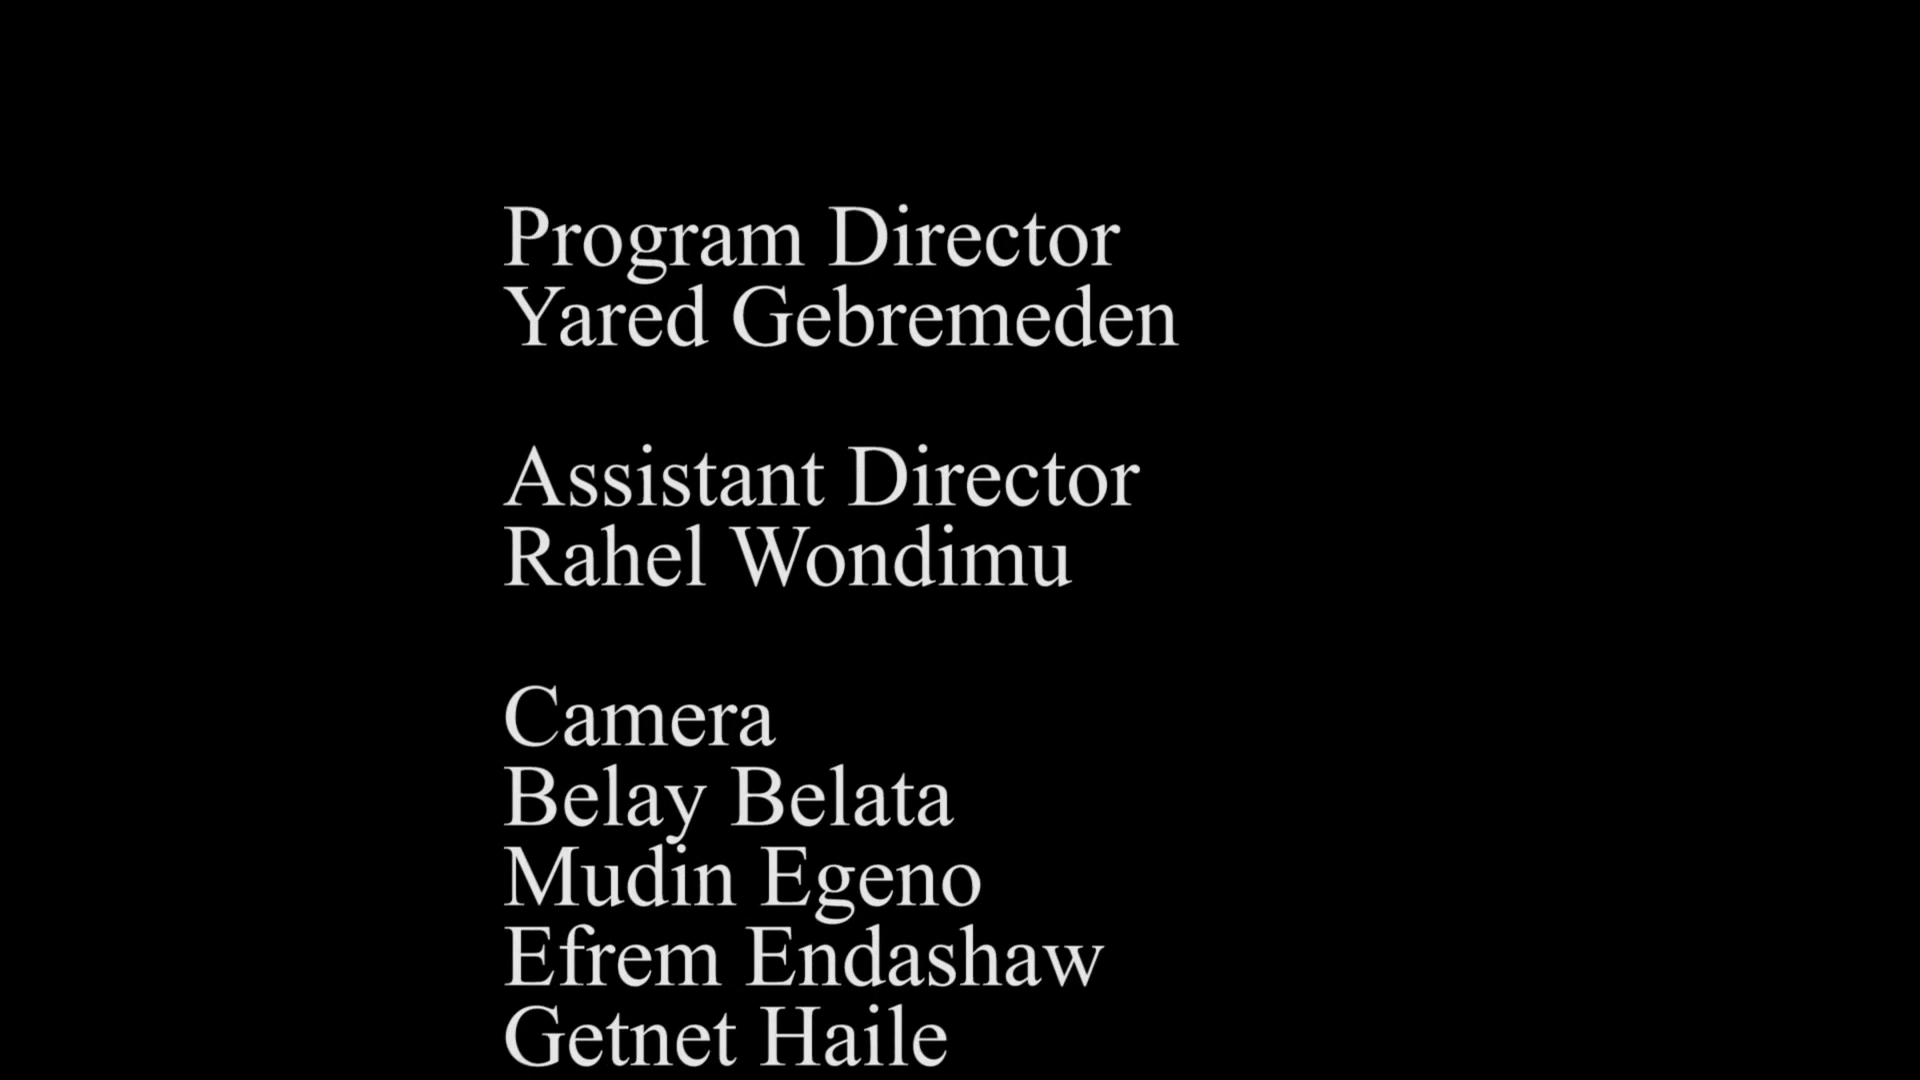 Program Director
Yared Gebremeden
Assistant Director
Rahel Wondimu
Camera
Belay Belata
Mudin Egeno
Efrem Endashaw
Getnet Haile